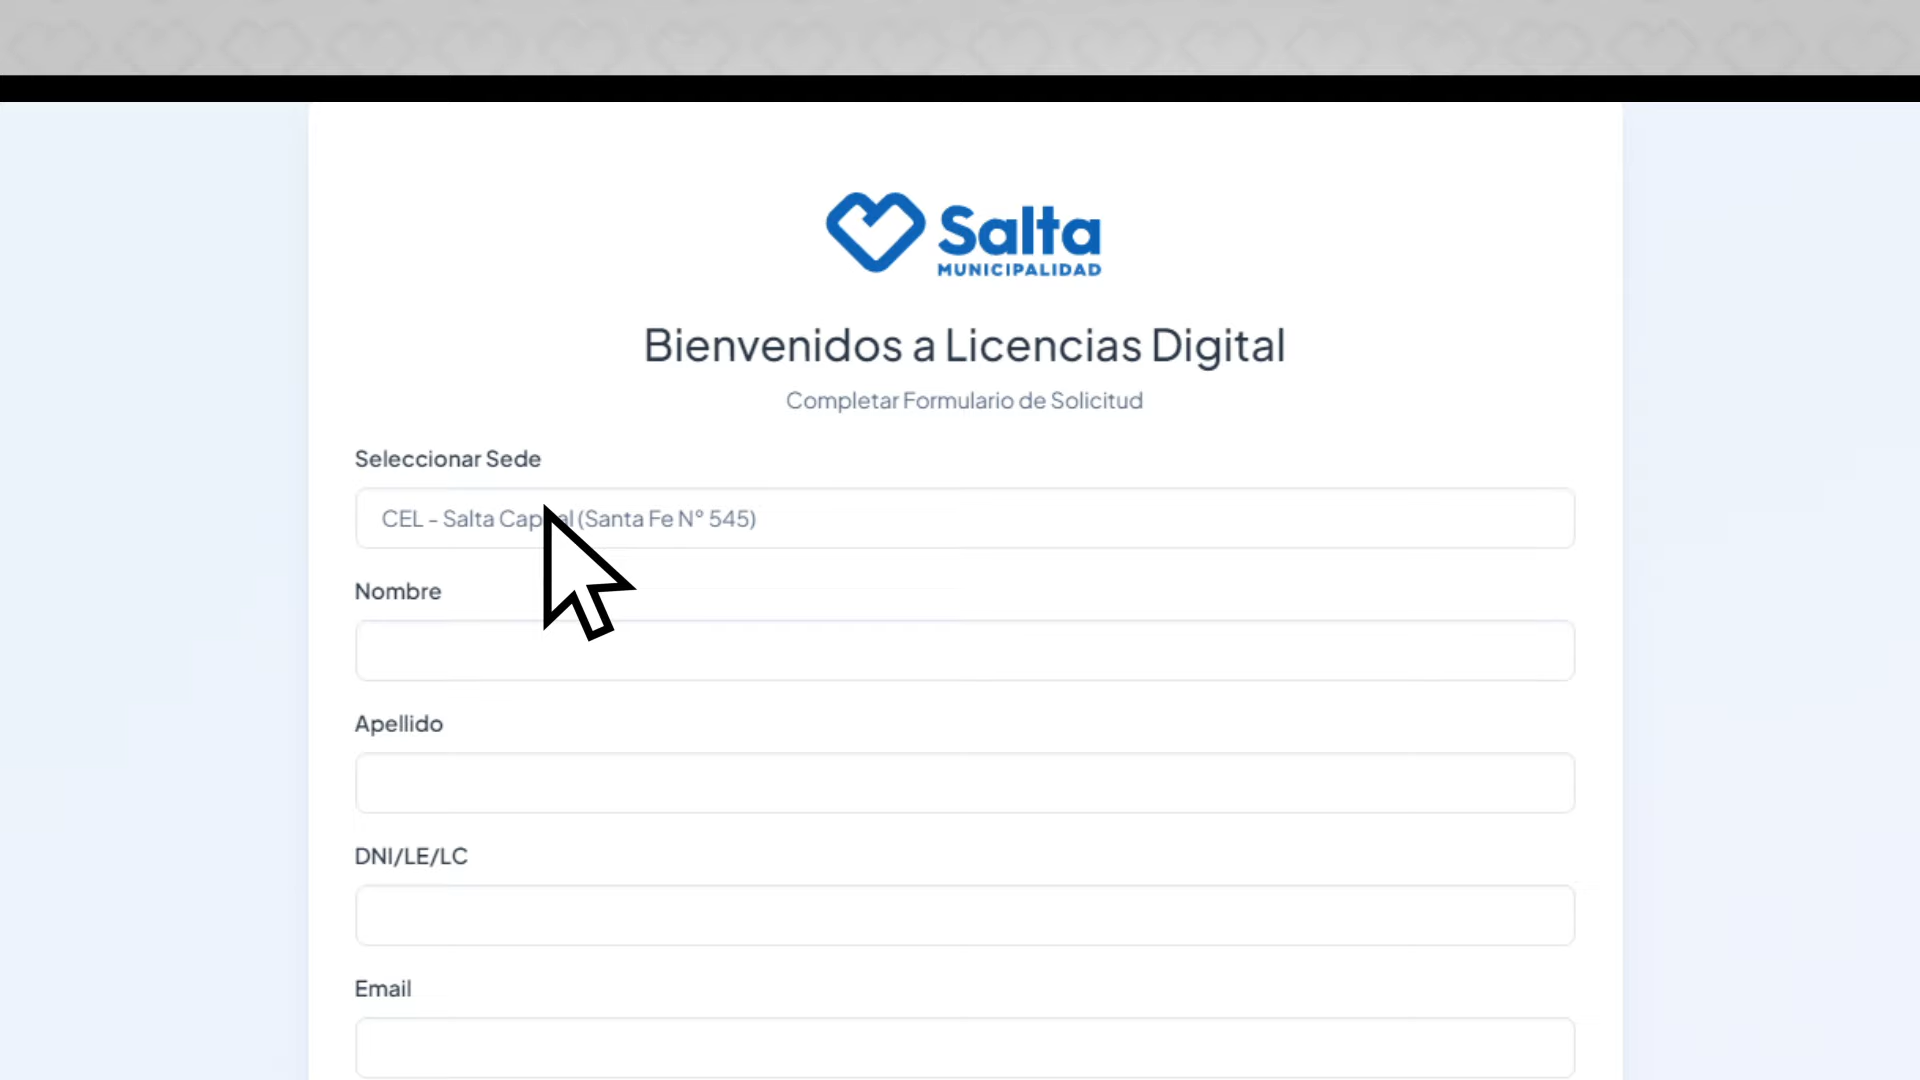 Salta
MUNICIPALIDAD
Bienvenidos a Licencias Digital
Completar Formulario de Solicitud
Seleccionar Sede
CEL - Salta Capital (Santa Fe N° 545)
Nombre
Apellido
DNI/LE/LC
Email